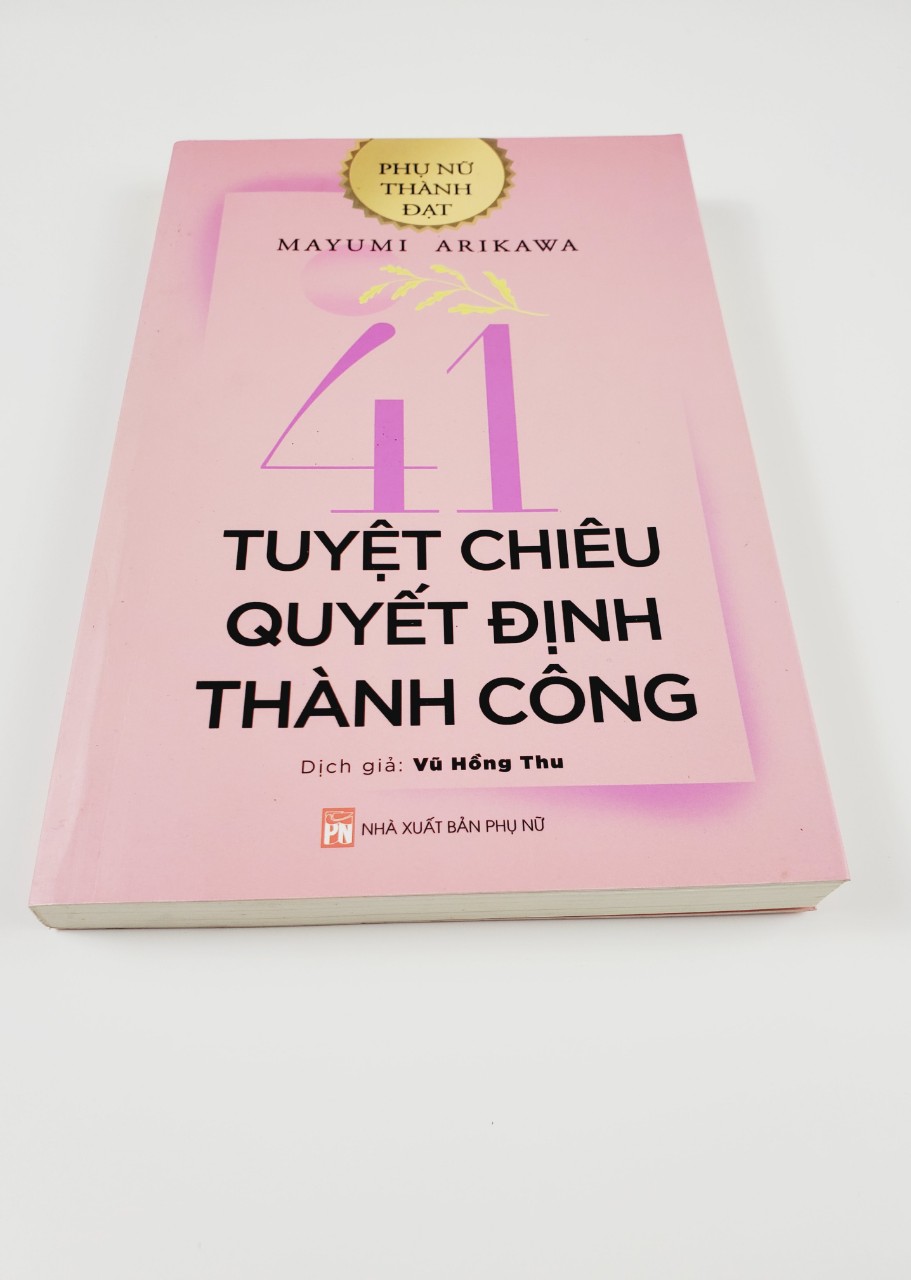 PHỤ NỮ
THÀNH
ĐẠT
MAYUMI ARIKAWA
41
TUYỆT CHIÊU
QUYẾT ĐỊNH
THÀNH CÔNG
Dịch giả: Vũ Hồng Thu
PN NHÀ XUẤT BẢN PHỤ NỮ